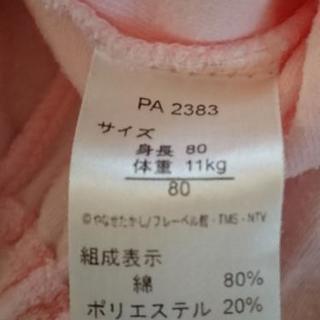 PA 2383
サイズ
身長 80
体重 11kg
80
©やなせたかし/フレーベル館・TMS・NTV
組成表示
綿 80%
ポリエステル 20%